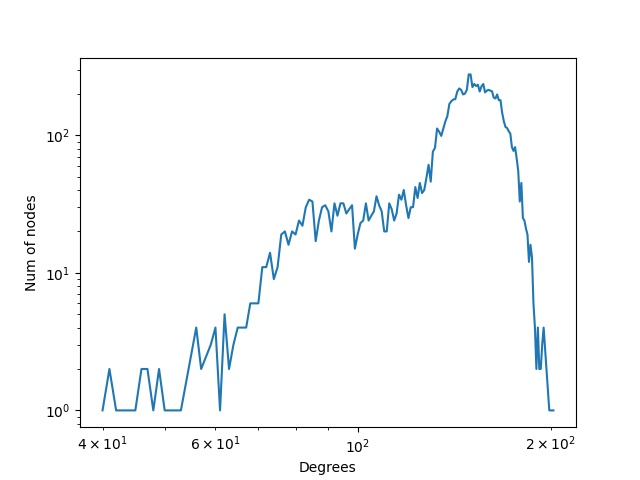 Num of nodes
10²
10¹
10⁰
4 × 10¹
6 × 10¹
10²
2 × 10²
Degrees